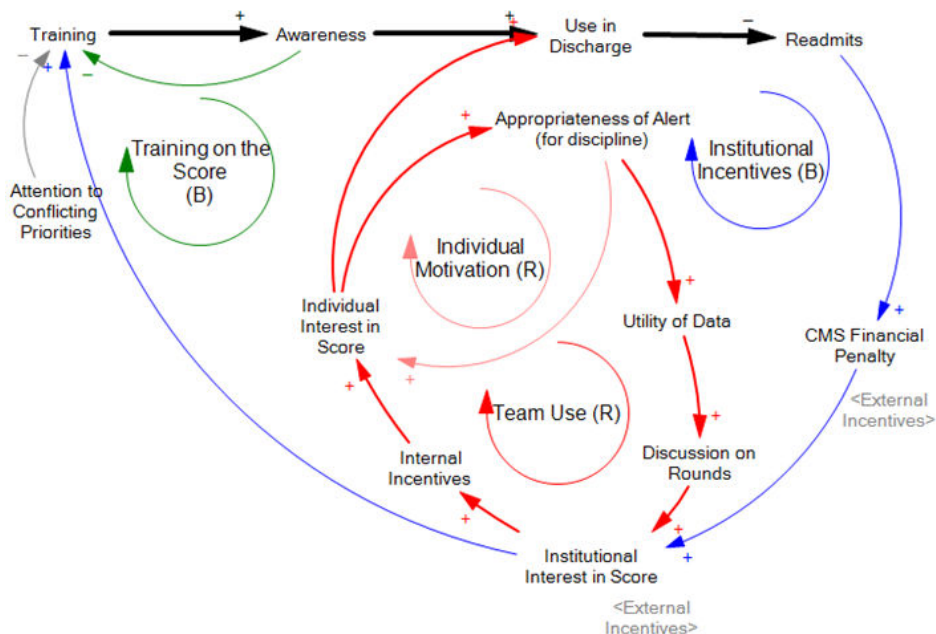 Training
+
Awareness
+
+
Use in
Discharge
–
Readmits
–
+
–
+
Appropriateness of Alert
(for discipline)
Training on the
Score
(B)
Institutional
Incentives (B)
Attention to
Conflicting
Priorities
Individual
Motivation (R)
+
Individual
Interest in
Score
Utility of Data
+
CMS Financial
Penalty
+
+
<External
Incentives>
Team Use (R)
+
Internal
Incentives
Discussion on
Rounds
+
+
+
Institutional
Interest in Score
<External
Incentives>